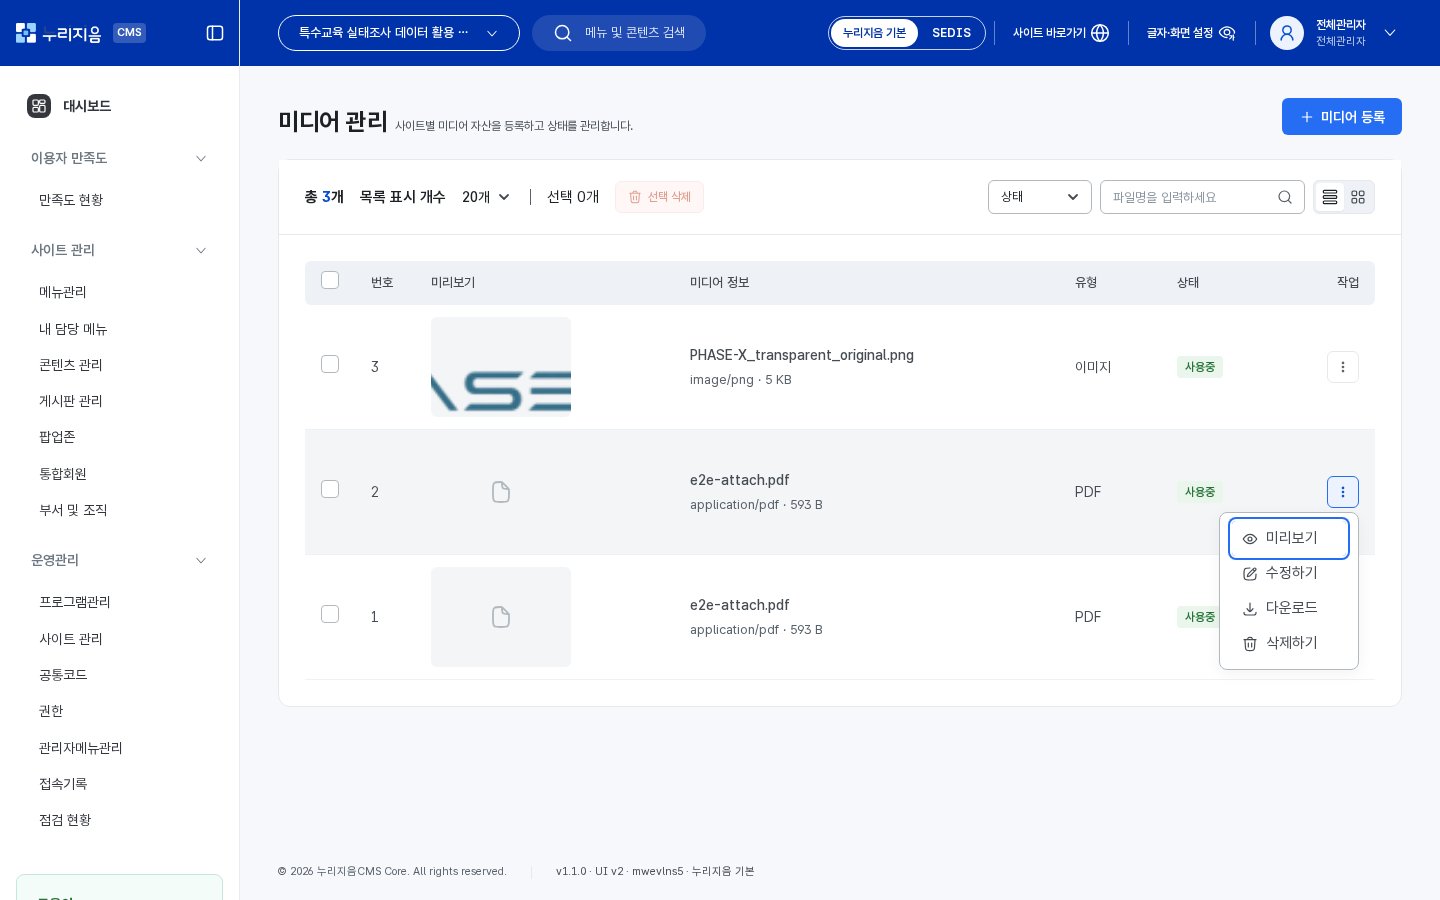 누리지음 CMS
특수교육 실태조사 데이터 활용 ···
메뉴 및 콘텐츠 검색
누리지음 기본
SEDIS
사이트 바로가기
글자·화면 설정
전체관리자
전체관리자
대시보드
이용자 만족도
만족도 현황
사이트 관리
메뉴관리
내 담당 메뉴
콘텐츠 관리
게시판 관리
팝업존
통합회원
부서 및 조직
운영관리
프로그램관리
사이트 관리
공통코드
권한
관리자메뉴관리
접속기록
점검 현황
미디어 관리 사이트별 미디어 자산을 등록하고 상태를 관리합니다.
미디어 등록
총 3개 목록 표시 개수 20개 선택 0개 선택 삭제
상태
파일명을 입력하세요
번호 미리보기 미디어 정보 유형 상태 작업
3 ASE PHASE-X_transparent_original.png 이미지 사용중
image/png · 5 KB
2 e2e-attach.pdf PDF 사용중
application/pdf · 593 B
1 e2e-attach.pdf PDF 사용중
application/pdf · 593 B
미리보기
수정하기
다운로드
삭제하기
© 2026 누리지음CMS Core. All rights reserved.
v1.1.0 · UI v2 · mwevlns5 · 누리지음 기본